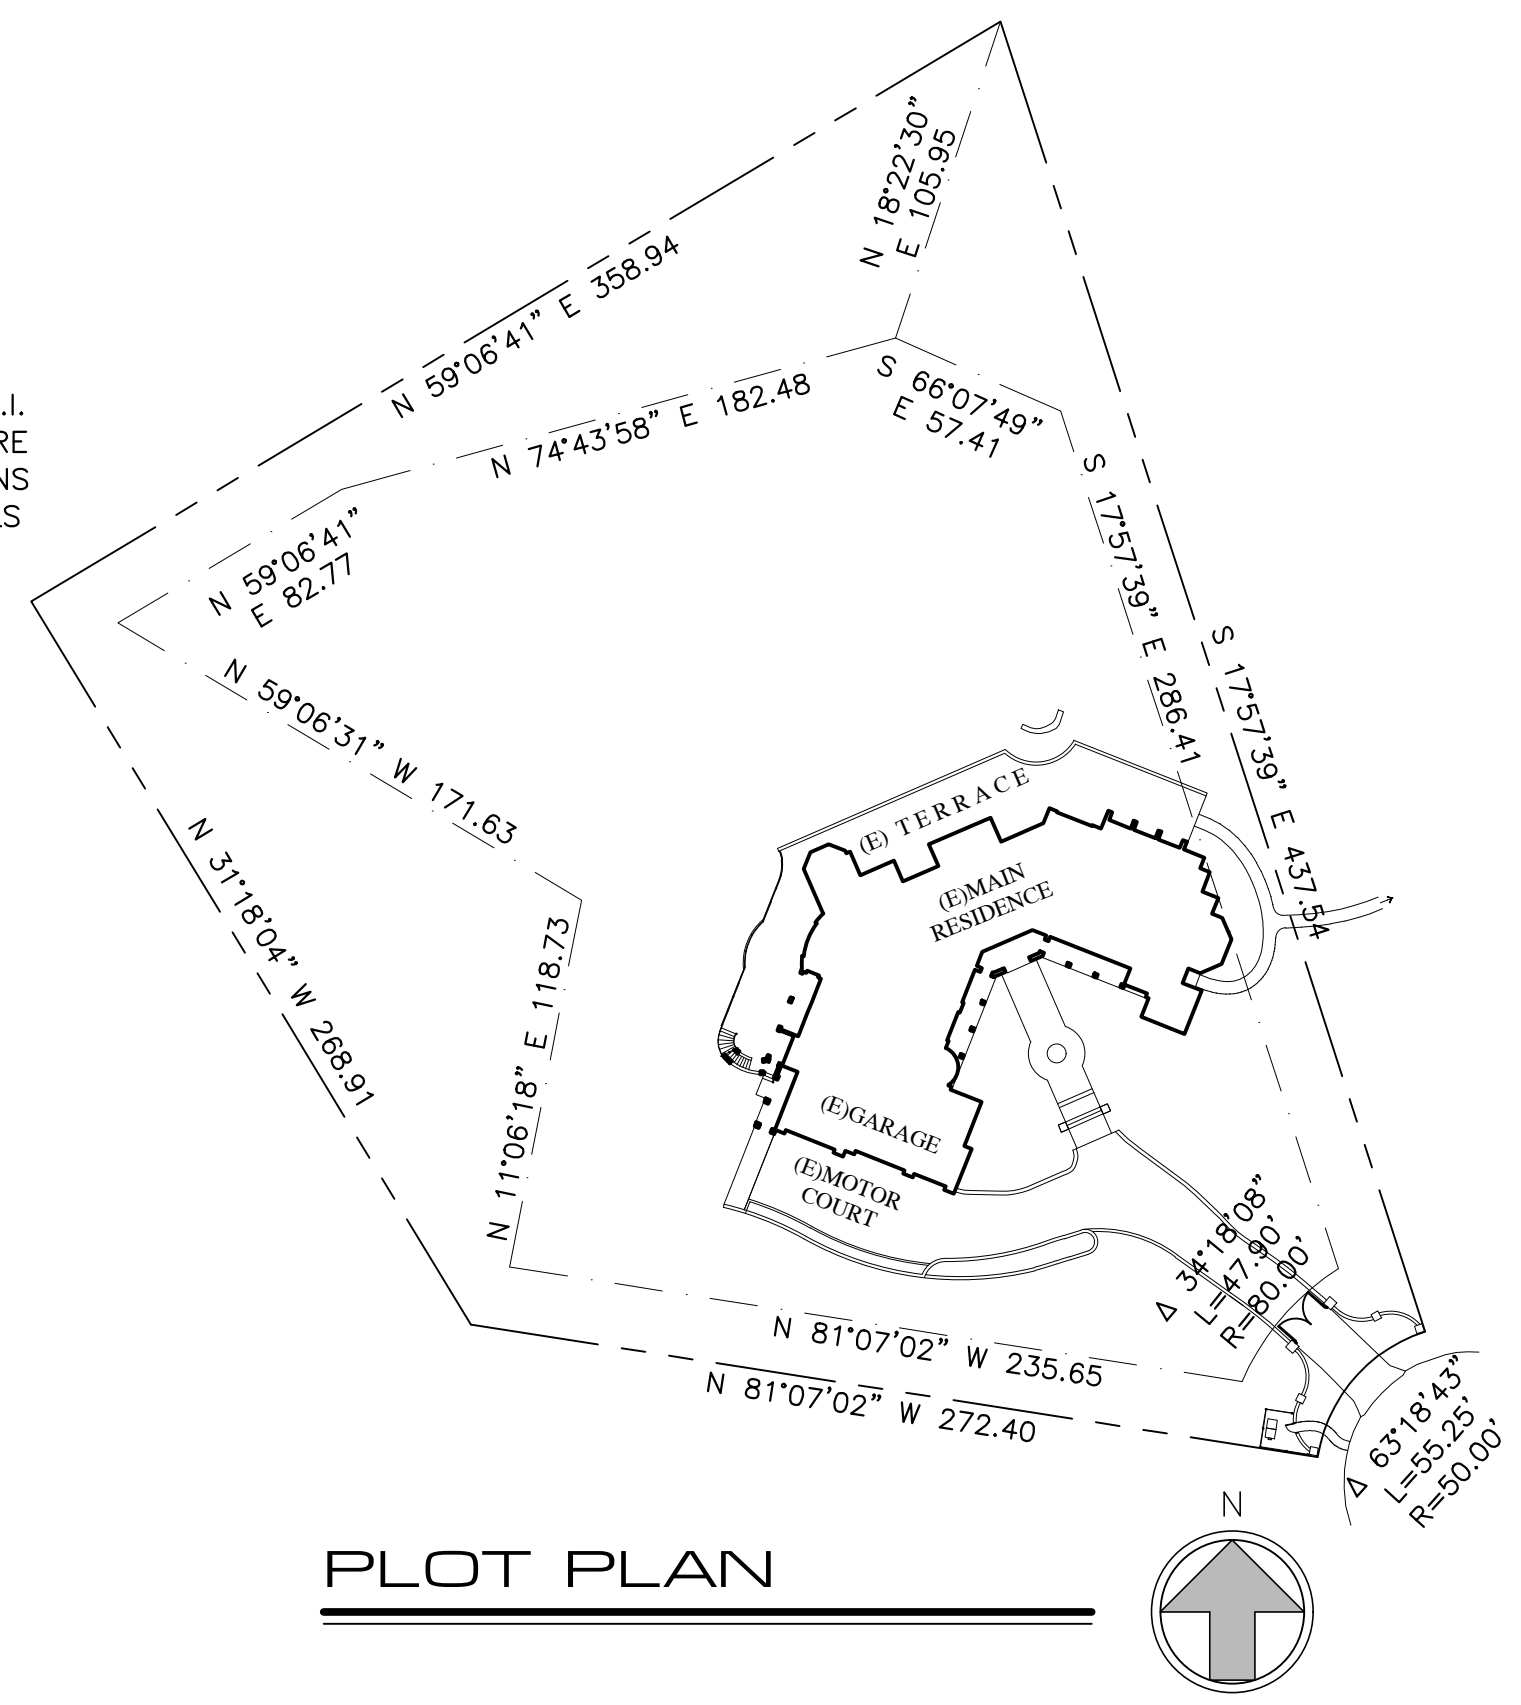 N 18°22'30"
E 105.95
N 59°06'41" E 358.94
S 66°07'49"
E 57.41
N 74°43'58" E 182.48
.I.
RE
NS
LS
N 59°06'41"
E 82.77
S 17°57'39" E 286.41
S 17°57'39" E 437.54
N 59°06'31" W 171.63
(E) TERRACE
(E)MAIN
RESIDENCE
N 31°18'04" W 268.91
N 11°06'18" E 118.73
(E)GARAGE
(E)MOTOR
COURT
Δ 34°18'08"
L=47.90'
R=80.00'
N 81°07'02" W 235.65
N 81°07'02" W 272.40
Δ 63°18'43"
L=55.25'
R=50.00'
N
PLOT PLAN